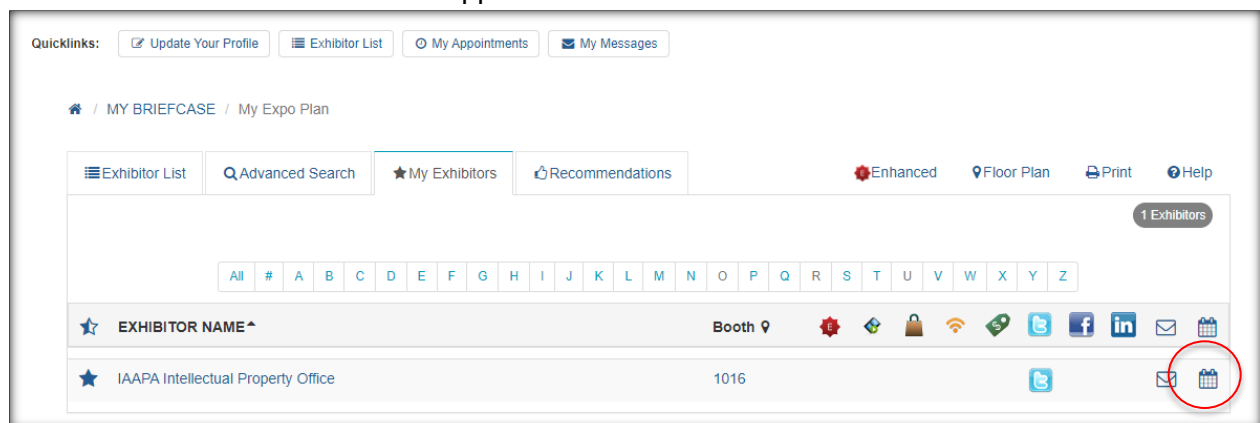 Quicklinks: Update Your Profile Exhibitor List My Appointments My Messages
/ MY BRIEFCASE / My Expo Plan
Exhibitor List Advanced Search My Exhibitors Recommendations Enhanced Floor Plan Print Help
1 Exhibitors
All # A B C D E F G H I J K L M N O P Q R S T U V W X Y Z
EXHIBITOR NAME Booth
IAAPA Intellectual Property Office 1016